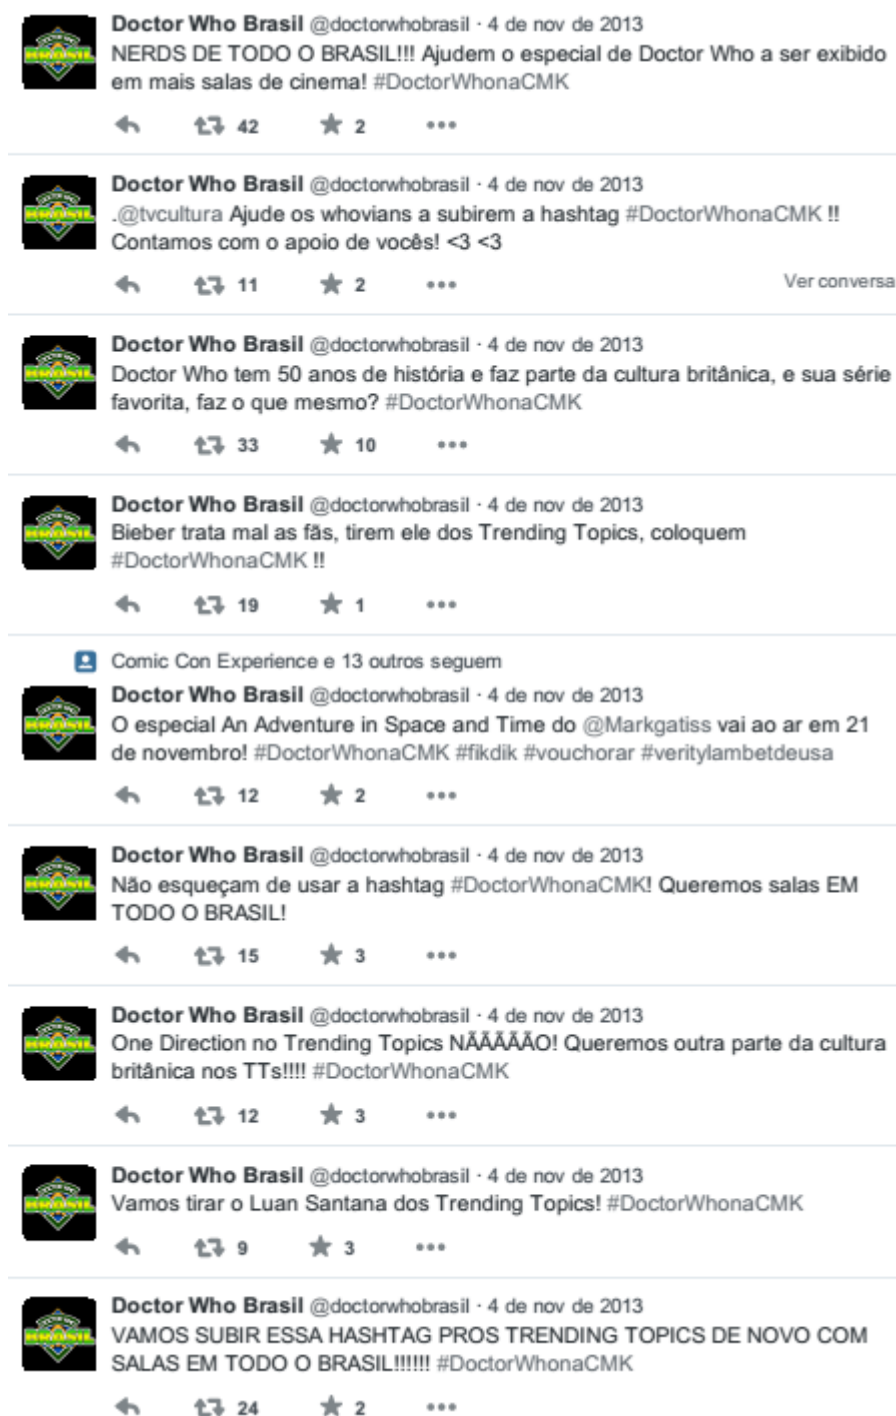 Doctor Who Brasil @doctorwhobrasil · 4 de nov de 2013
NERDS DE TODO O BRASIL!!! Ajudem o especial de Doctor Who a ser exibido
em mais salas de cinema! #DoctorWhonaCMK
42 2
Doctor Who Brasil @doctorwhobrasil · 4 de nov de 2013
.@tvcultura Ajude os whovians a subirem a hashtag #DoctorWhonaCMK !!
Contamos com o apoio de vocês! <3 <3
11 2 Ver conversa
Doctor Who Brasil @doctorwhobrasil · 4 de nov de 2013
Doctor Who tem 50 anos de história e faz parte da cultura britânica, e sua série
favorita, faz o que mesmo? #DoctorWhonaCMK
33 10
Doctor Who Brasil @doctorwhobrasil · 4 de nov de 2013
Bieber trata mal as fãs, tirem ele dos Trending Topics, coloquem
#DoctorWhonaCMK !!
19 1
Comic Con Experience e 13 outros seguem
Doctor Who Brasil @doctorwhobrasil · 4 de nov de 2013
O especial An Adventure in Space and Time do @Markgatiss vai ao ar em 21
de novembro! #DoctorWhonaCMK #fikdik #vouchorar #veritylambetdeusa
12 2
Doctor Who Brasil @doctorwhobrasil · 4 de nov de 2013
Não esqueçam de usar a hashtag #DoctorWhonaCMK! Queremos salas EM
TODO O BRASIL!
15 3
Doctor Who Brasil @doctorwhobrasil · 4 de nov de 2013
One Direction no Trending Topics NÃÃÃÃÃO! Queremos outra parte da cultura
britânica nos TTs!!!! #DoctorWhonaCMK
12 3
Doctor Who Brasil @doctorwhobrasil · 4 de nov de 2013
Vamos tirar o Luan Santana dos Trending Topics! #DoctorWhonaCMK
9 3
Doctor Who Brasil @doctorwhobrasil · 4 de nov de 2013
VAMOS SUBIR ESSA HASHTAG PROS TRENDING TOPICS DE NOVO COM
SALAS EM TODO O BRASIL!!!!!! #DoctorWhonaCMK
24 2